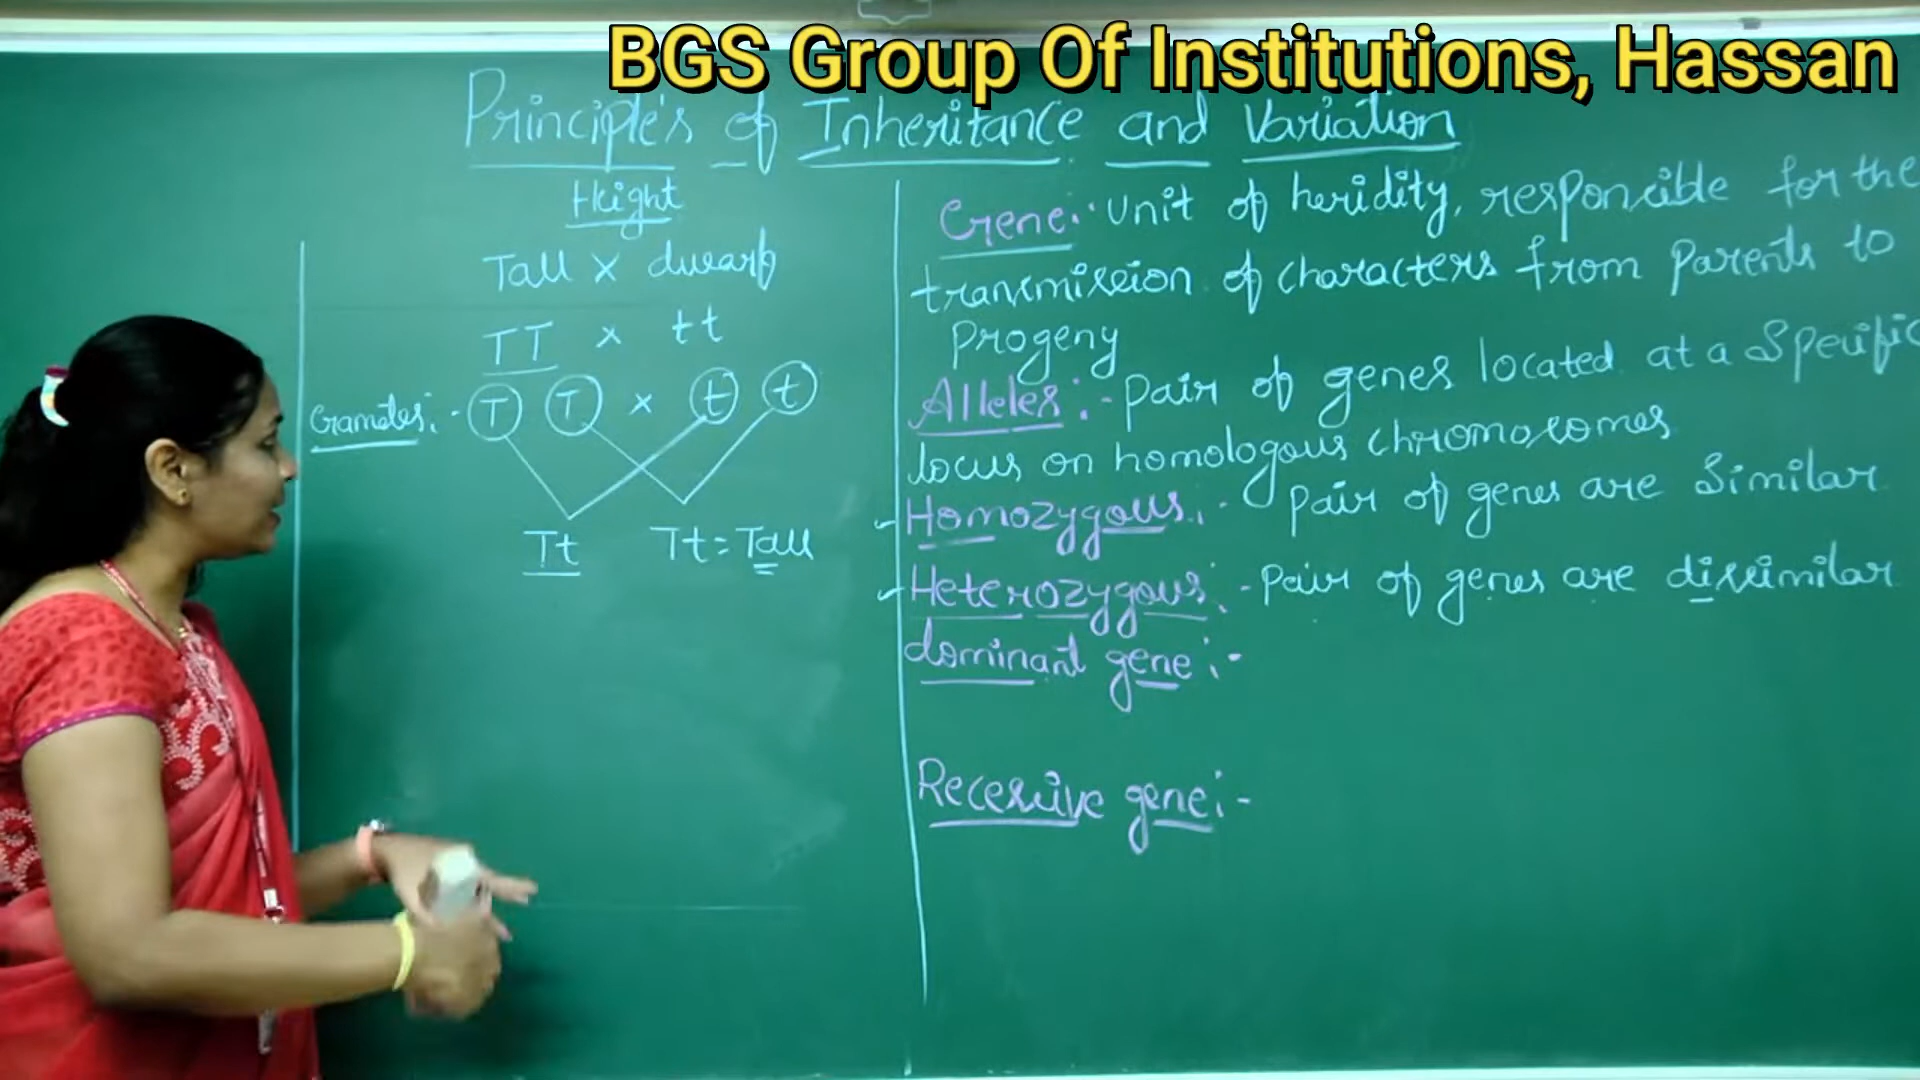 BGS Group Of Institutions, Hassan
Principle's of Inheritance and Variation
Height
Tall x dwarf
TT x tt
Gametes:- T T x t t
Tt Tt = Tall
Gene:- Unit of heridity, responsible for the
transmission of characters from parents to
Progeny
Alleles:- pair of genes located at a Specific
locus on homologous chromosomes
Homozygous:- pair of genes are Similar
Heterozygous:- pair of genes are dissimilar
dominant gene:-
Recessive gene:-